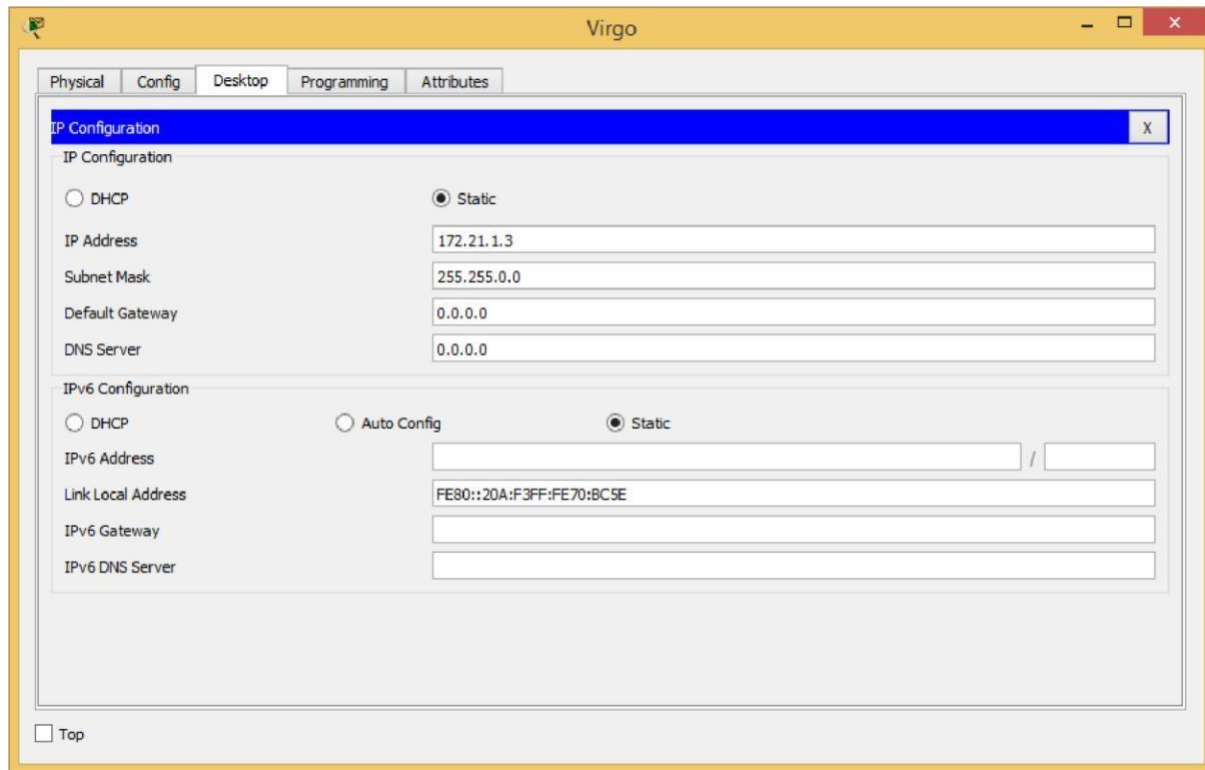 Virgo
Physical Config Desktop Programming Attributes
IP Configuration X
IP Configuration
DHCP Static
IP Address 172.21.1.3
Subnet Mask 255.255.0.0
Default Gateway 0.0.0.0
DNS Server 0.0.0.0
IPv6 Configuration
DHCP Auto Config Static
IPv6 Address /
Link Local Address FE80::20A:F3FF:FE70:BC5E
IPv6 Gateway
IPv6 DNS Server
Top